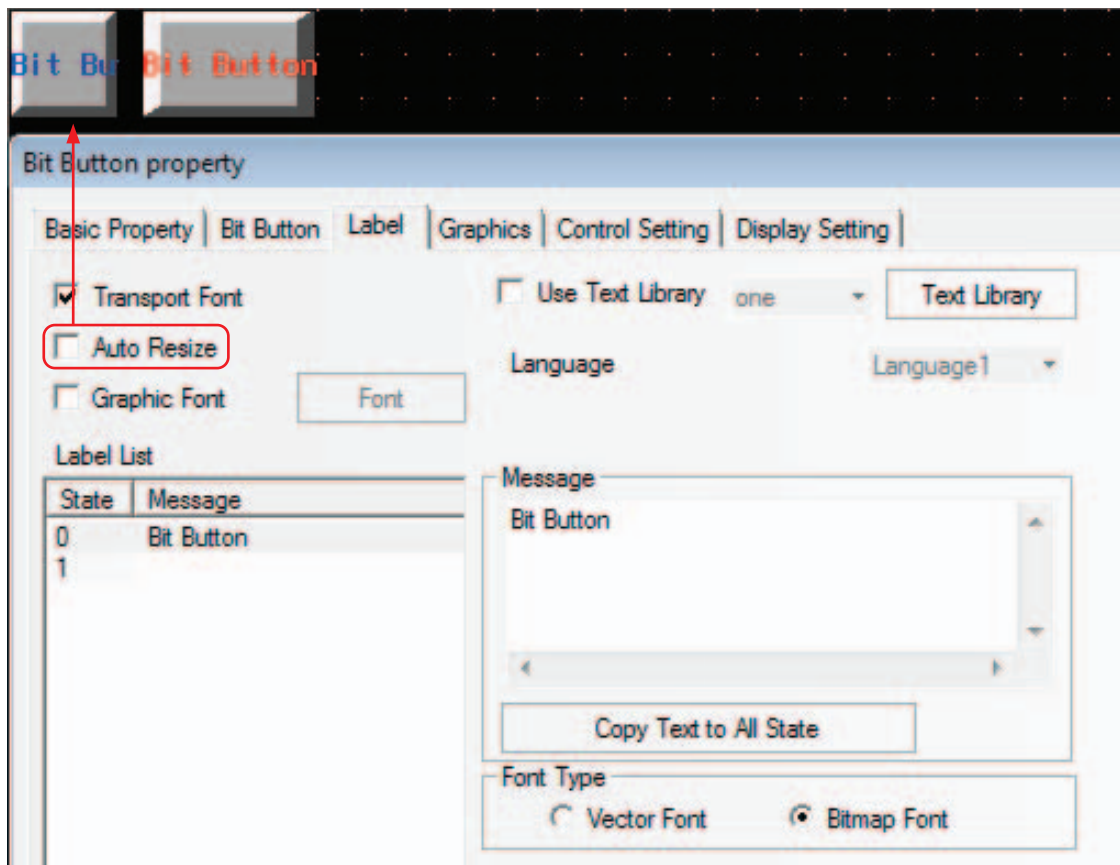 Bit Bu Bit Button
Bit Button property
Basic Property Bit Button Label Graphics Control Setting Display Setting
Transport Font
Use Text Library one Text Library
Auto Resize
Language Language1
Graphic Font Font
Label List
State Message
0 Bit Button
1
Message
Bit Button
Copy Text to All State
Font Type
Vector Font Bitmap Font